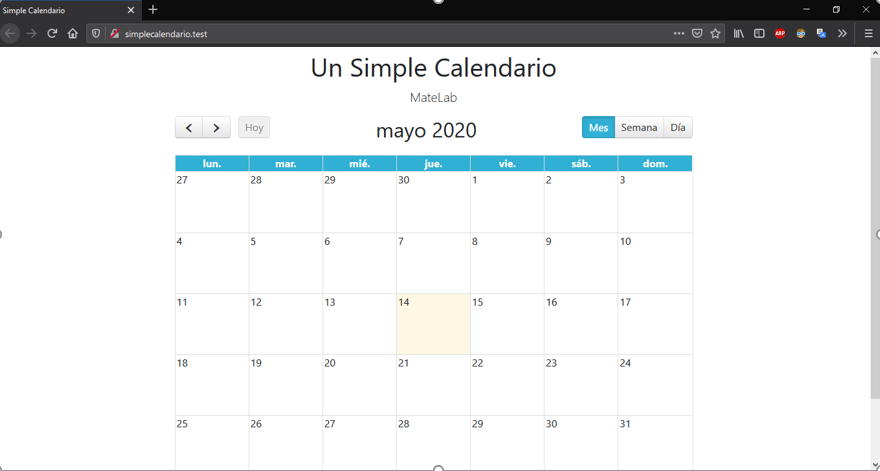 Simple Calendario
simplecalendario.test
ABP
Un Simple Calendario
MateLab
Hoy
mayo 2020
Mes Semana Día
lun. mar. mié. jue. vie. sáb. dom.
27 28 29 30 1 2 3
4 5 6 7 8 9 10
11 12 13 14 15 16 17
18 19 20 21 22 23 24
25 26 27 28 29 30 31